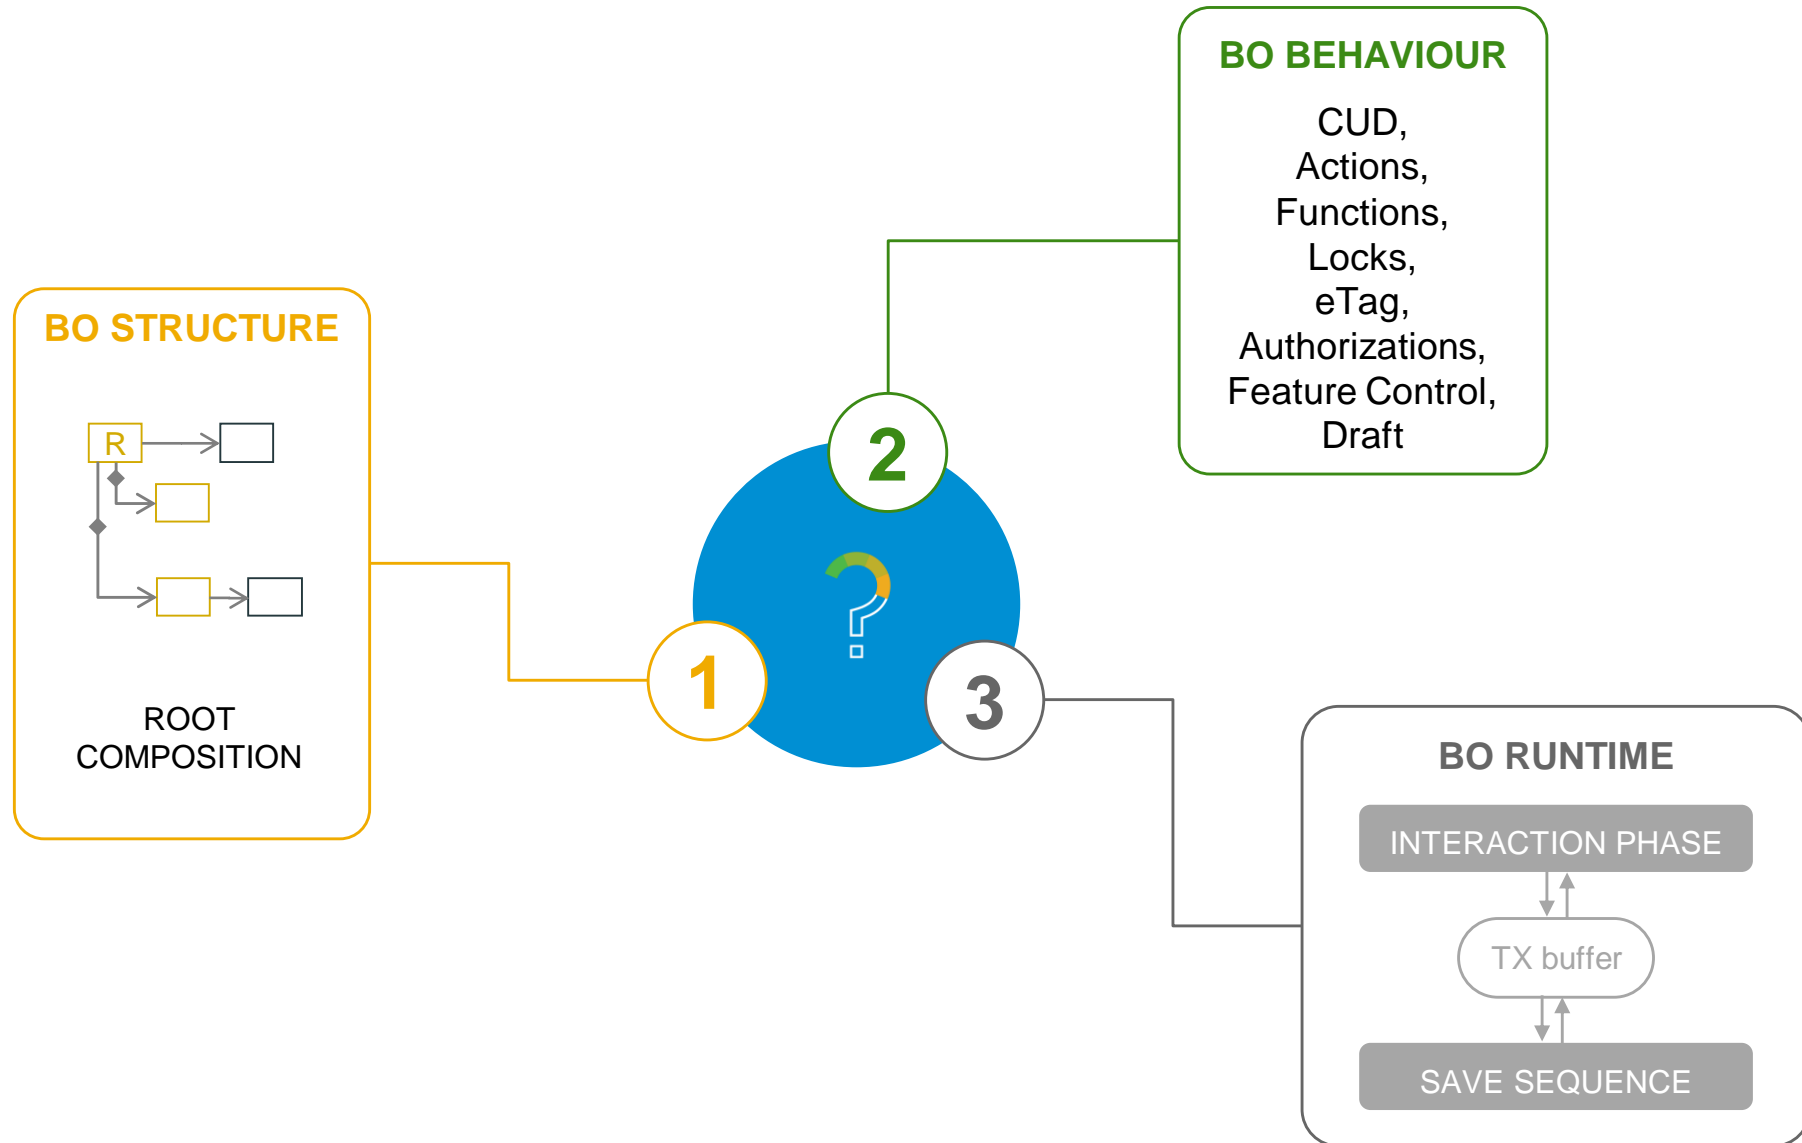 BO STRUCTURE
R
ROOT
COMPOSITION
1
2
?
3
BO BEHAVIOUR
CUD,
Actions,
Functions,
Locks,
eTag,
Authorizations,
Feature Control,
Draft
BO RUNTIME
INTERACTION PHASE
TX buffer
SAVE SEQUENCE